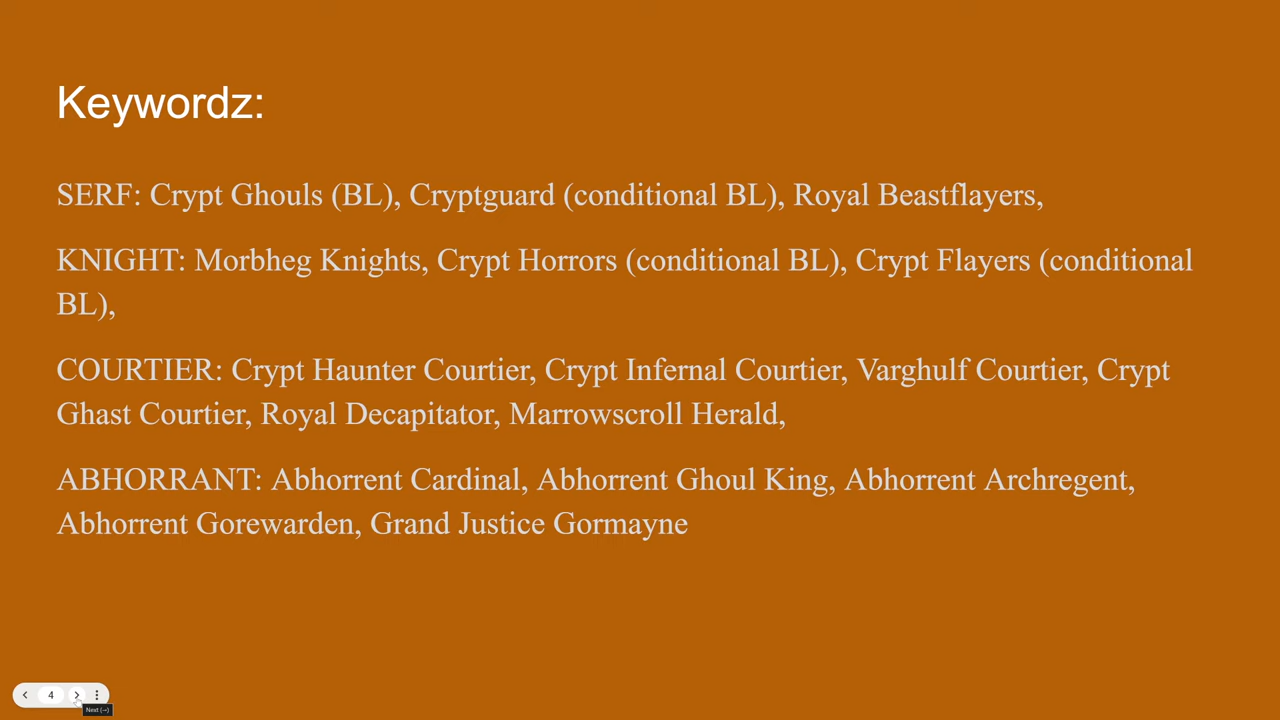 Keywordz:
SERF: Crypt Ghouls (BL), Cryptguard (conditional BL), Royal Beastflayers,
KNIGHT: Morbheg Knights, Crypt Horrors (conditional BL), Crypt Flayers (conditional
BL),
COURTIER: Crypt Haunter Courtier, Crypt Infernal Courtier, Varghulf Courtier, Crypt
Ghast Courtier, Royal Decapitator, Marrowscroll Herald,
ABHORRANT: Abhorrent Cardinal, Abhorrent Ghoul King, Abhorrent Archregent,
Abhorrent Gorewarden, Grand Justice Gormayne
4
Next (→)